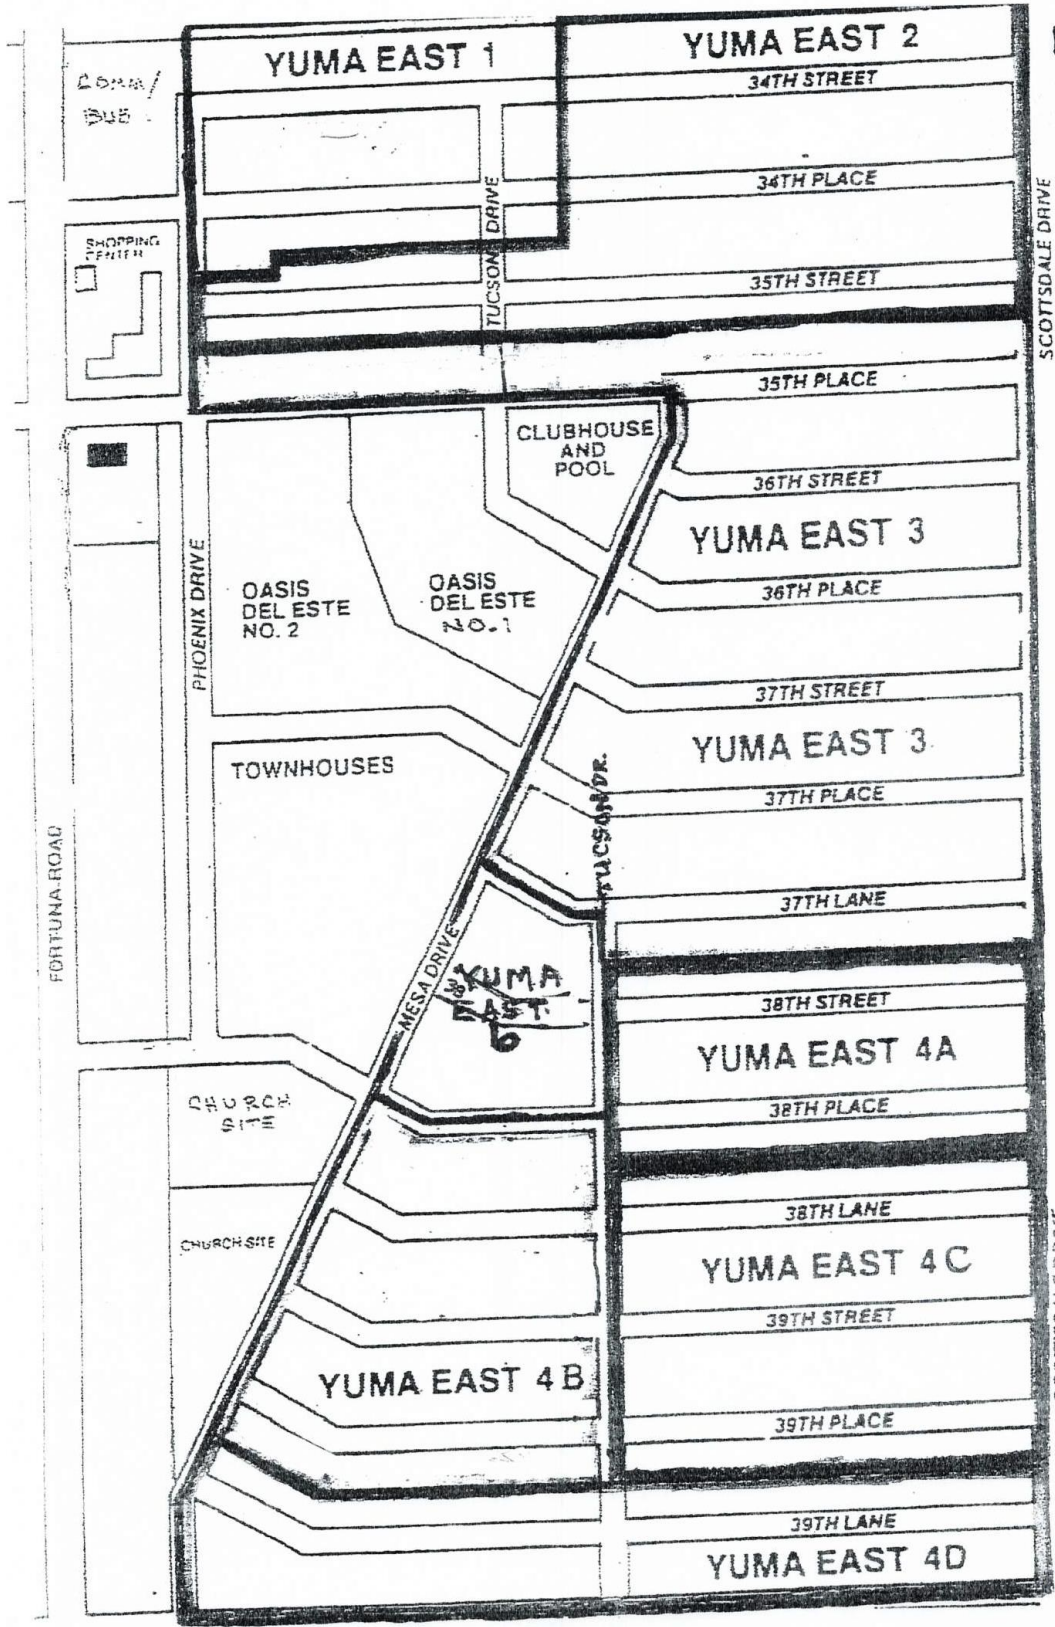 YUMA EAST 1
YUMA EAST 2
COMM/
BUS.
34TH STREET
34TH PLACE
TUCSON DRIVE
SHOPPING
CENTER
35TH STREET
SCOTTSDALE DRIVE
35TH PLACE
CLUBHOUSE
AND
POOL
36TH STREET
YUMA EAST 3
PHOENIX DRIVE
OASIS
DEL ESTE
NO. 2
OASIS
DEL ESTE
NO. 1
36TH PLACE
37TH STREET
YUMA EAST 3
TOWNHOUSES
TUCSON DR.
37TH PLACE
FORTUNA ROAD
37TH LANE
MESA DRIVE
YUMA
EAST
6
38TH STREET
YUMA EAST 4A
CHURCH
SITE
38TH PLACE
38TH LANE
CHURCH SITE
YUMA EAST 4C
39TH STREET
YUMA EAST 4B
39TH PLACE
39TH LANE
YUMA EAST 4D